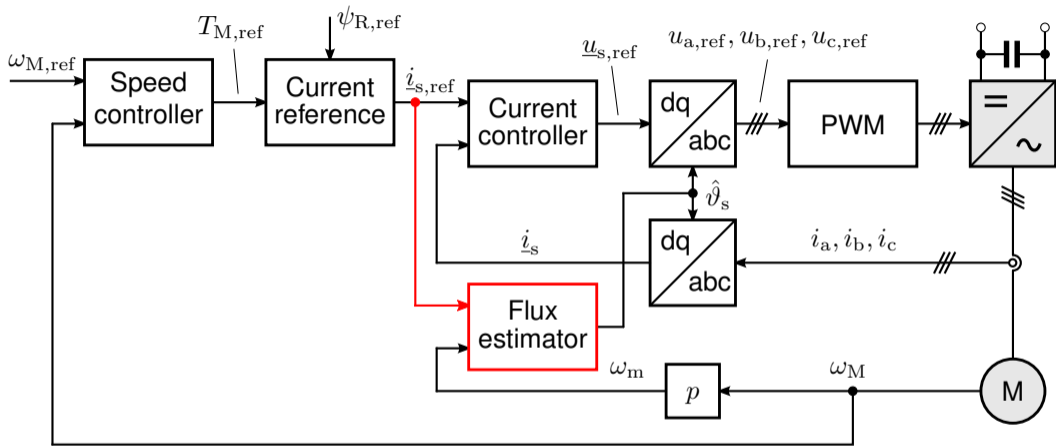 ψ_R,ref
T_M,ref
u_s,ref
u_a,ref, u_b,ref, u_c,ref
ω_M,ref
Speed
controller
Current
reference
i_s,ref
Current
controller
dq
abc
PWM
=
~
ϑ̂_s
i_s
dq
abc
i_a, i_b, i_c
Flux
estimator
ω_m
p
ω_M
M